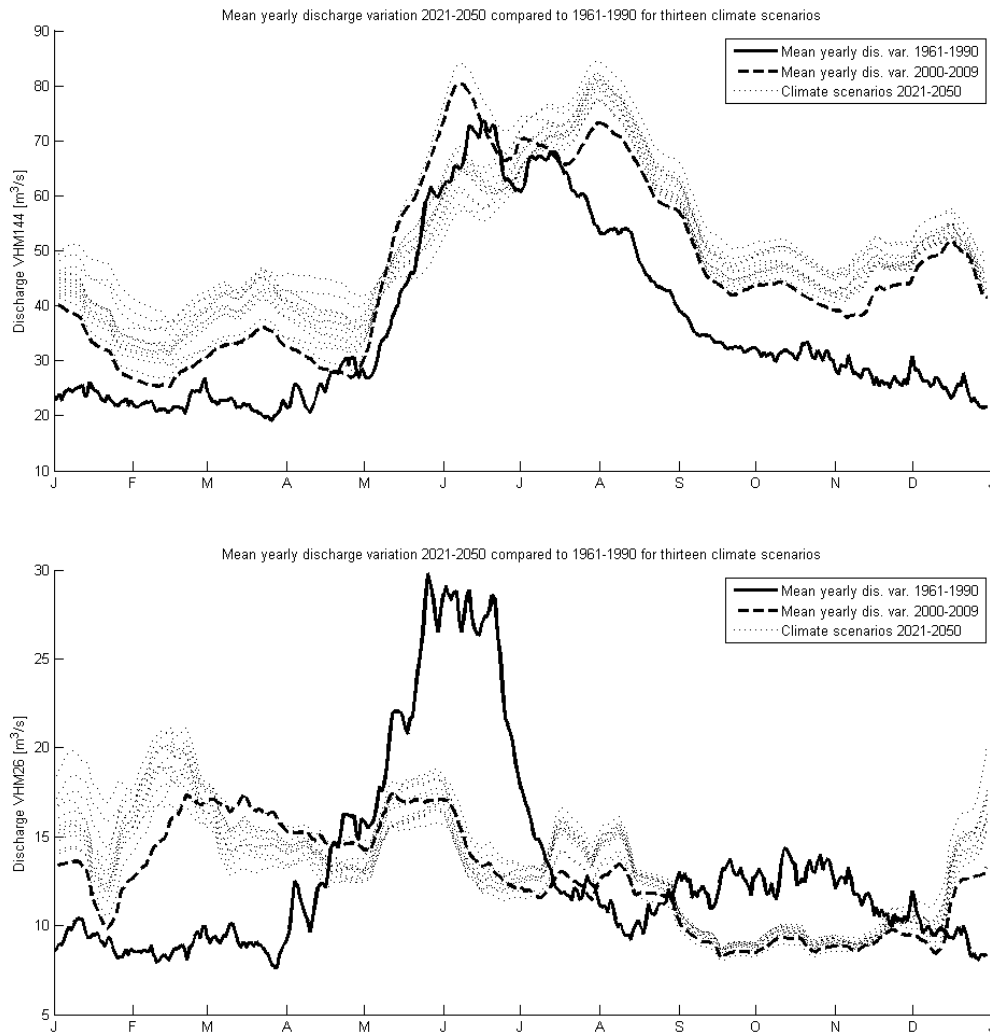 Mean yearly discharge variation 2021-2050 compared to 1961-1990 for thirteen climate scenarios
90
80
70
60
50
40
30
20
10
Discharge VHM144 [m³/s]
Mean yearly dis. var. 1961-1990
Mean yearly dis. var. 2000-2009
Climate scenarios 2021-2050
J F M A M J J A S O N D J
Mean yearly discharge variation 2021-2050 compared to 1961-1990 for thirteen climate scenarios
30
25
20
15
10
5
Discharge VHM26 [m³/s]
Mean yearly dis. var. 1961-1990
Mean yearly dis. var. 2000-2009
Climate scenarios 2021-2050
J F M A M J J A S O N D J